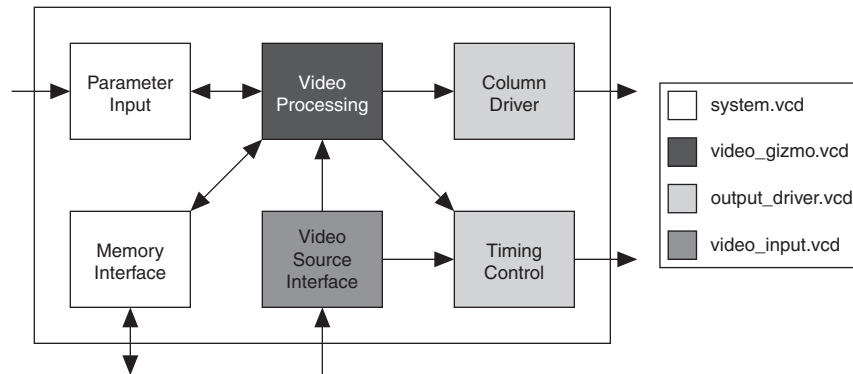 Parameter
Input
Video
Processing
Column
Driver
Memory
Interface
Video
Source
Interface
Timing
Control
system.vcd
video_gizmo.vcd
output_driver.vcd
video_input.vcd